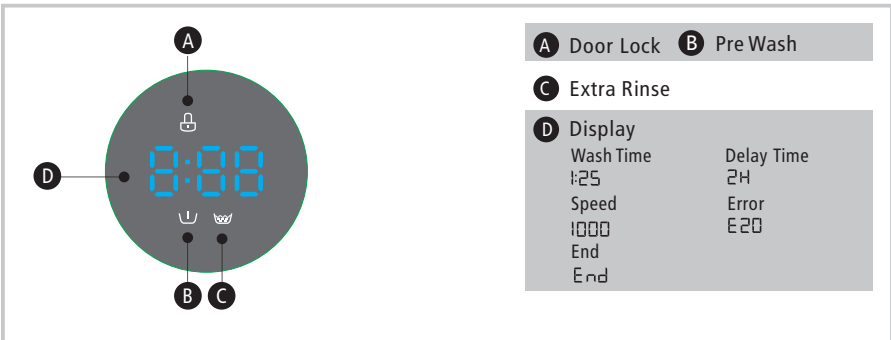 A
8:88
D
B C
A Door Lock B Pre Wash
C Extra Rinse
D Display
Wash Time Delay Time
1:25 2H
Speed Error
1000 E20
End
End